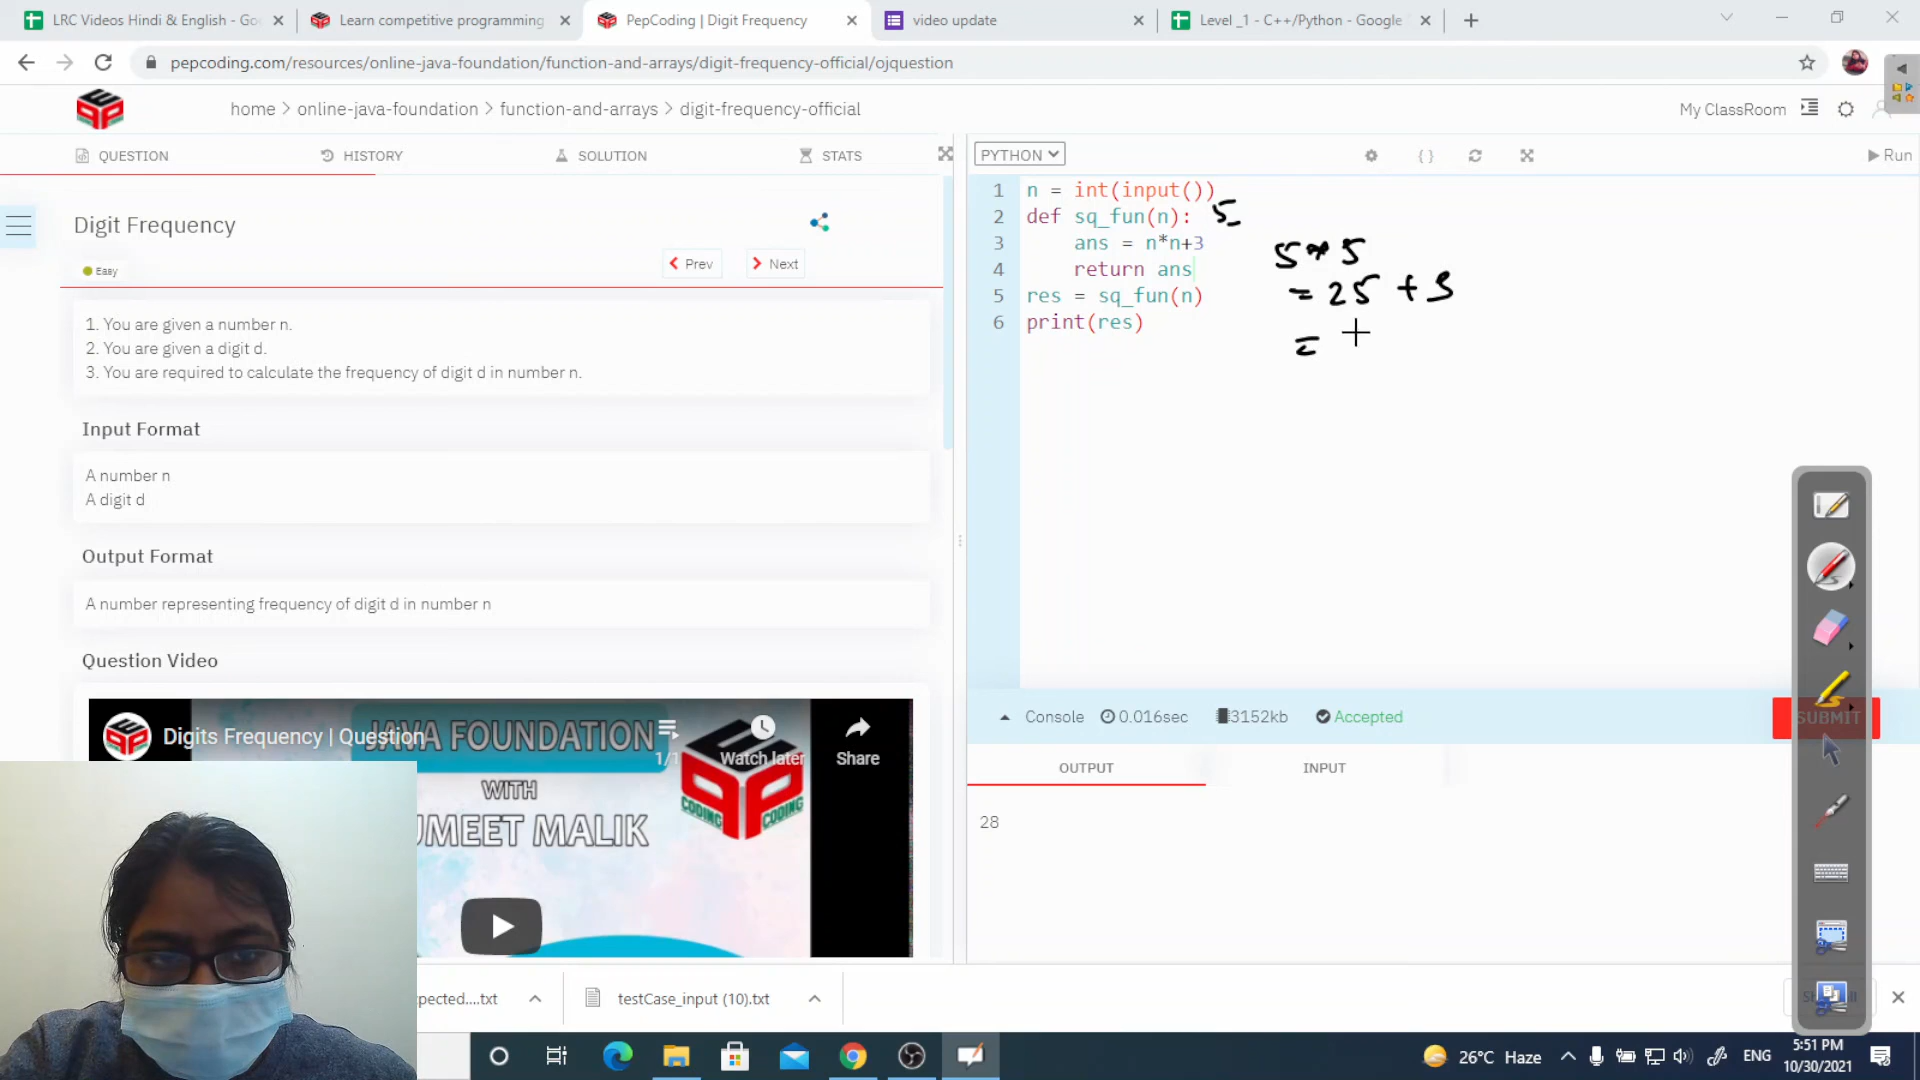 LRC Videos Hindi & English - Go
Learn competitive programming
PepCoding | Digit Frequency
video update
Level _1 - C++/Python - Google
pepcoding.com/resources/online-java-foundation/function-and-arrays/digit-frequency-official/ojquestion
home > online-java-foundation > function-and-arrays > digit-frequency-official
My ClassRoom
QUESTION
HISTORY
SOLUTION
STATS
PYTHON
Run
Digit Frequency
Prev
Next
Easy
1. You are given a number n.
2. You are given a digit d.
3. You are required to calculate the frequency of digit d in number n.
Input Format
A number n
A digit d
Output Format
A number representing frequency of digit d in number n
Question Video
Digits Frequency | Question
JAVA FOUNDATION
1/1
Watch later
Share
WITH
UMEET MALIK
CODING
1 n = int(input())
2 def sq_fun(n): 5
3 ans = n*n+3
4 return ans
5 res = sq_fun(n)
6 print(res)
5 * 5
= 25 + 3
=
Console
0.016sec
3152kb
Accepted
SUBMIT
OUTPUT
INPUT
28
pected....txt
testCase_input (10).txt
26°C Haze
ENG
5:51 PM
10/30/2021